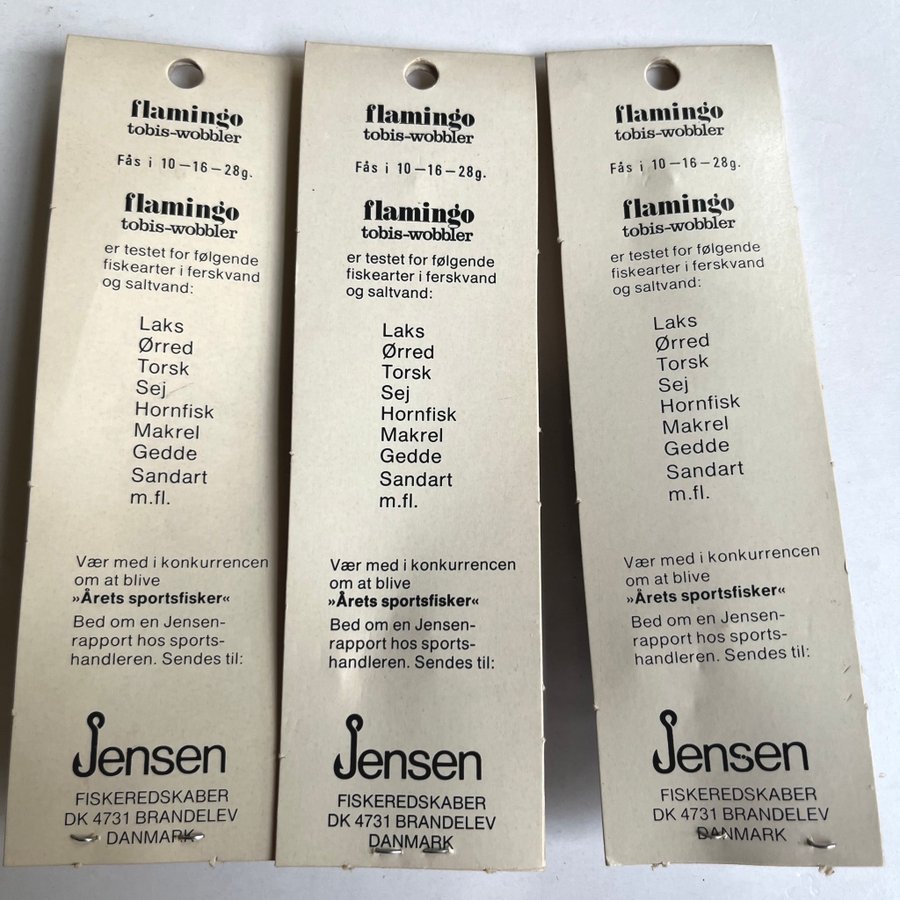 flamingo
tobis-wobbler
Fås i 10—16—28g.
flamingo
tobis-wobbler
er testet for følgende
fiskearter i ferskvand
og saltvand:
Laks
Ørred
Torsk
Sej
Hornfisk
Makrel
Gedde
Sandart
m.fl.
Vær med i konkurrencen
om at blive
»Årets sportsfisker«
Bed om en Jensen-
rapport hos sports-
handleren. Sendes til:
Jensen
FISKEREDSKABER
DK 4731 BRANDELEV
DANMARK
flamingo
tobis-wobbler
Fås i 10—16—28g.
flamingo
tobis-wobbler
er testet for følgende
fiskearter i ferskvand
og saltvand:
Laks
Ørred
Torsk
Sej
Hornfisk
Makrel
Gedde
Sandart
m.fl.
Vær med i konkurrencen
om at blive
»Årets sportsfisker«
Bed om en Jensen-
rapport hos sports-
handleren. Sendes til:
Jensen
FISKEREDSKABER
DK 4731 BRANDELEV
DANMARK
flamingo
tobis-wobbler
Fås i 10—16—28g.
flamingo
tobis-wobbler
er testet for følgende
fiskearter i ferskvand
og saltvand:
Laks
Ørred
Torsk
Sej
Hornfisk
Makrel
Gedde
Sandart
m.fl.
Vær med i konkurrencen
om at blive
»Årets sportsfisker«
Bed om en Jensen-
rapport hos sports-
handleren. Sendes til:
Jensen
FISKEREDSKABER
DK 4731 BRANDELEV
DANMARK